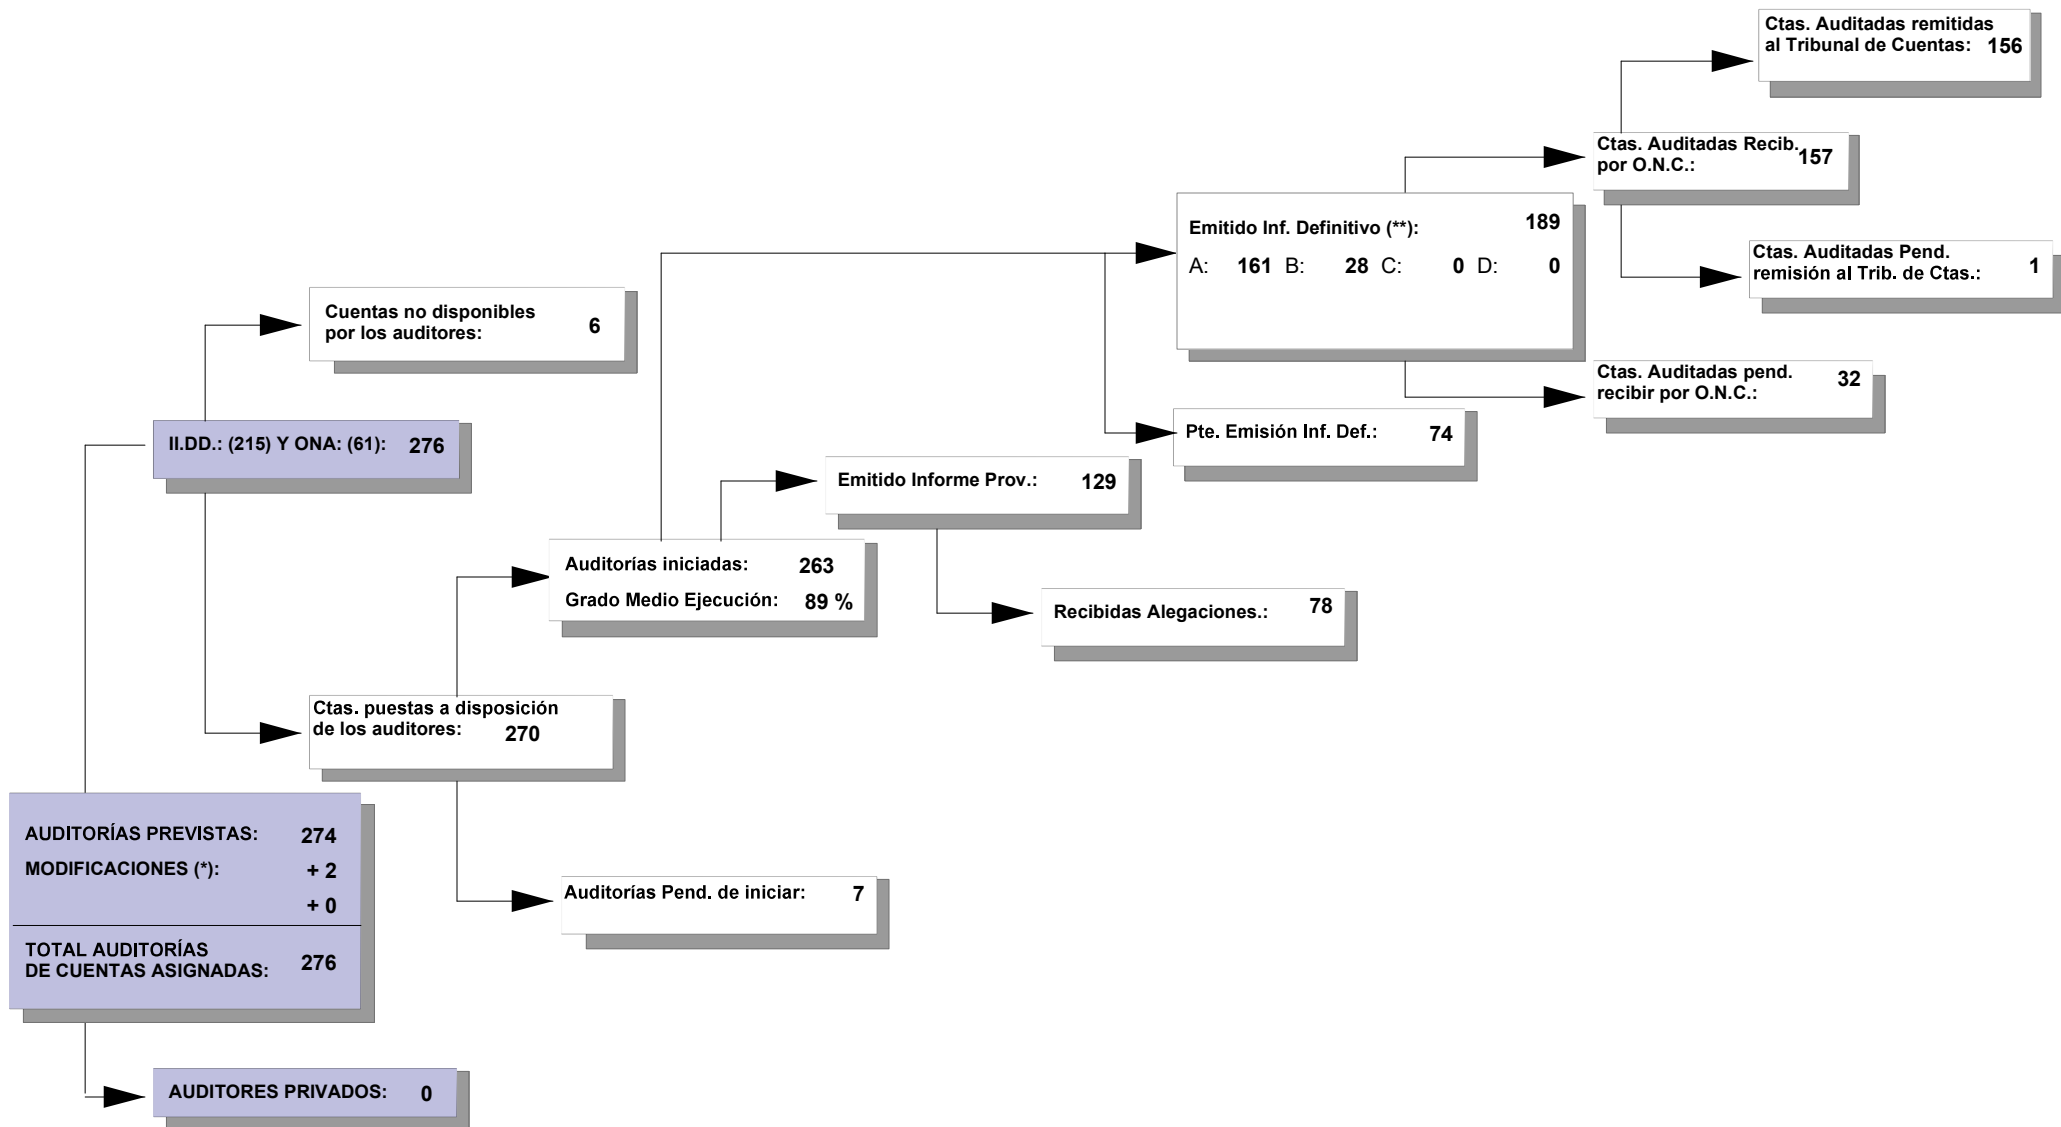 Ctas. Auditadas remitidas
al Tribunal de Cuentas: 156
Ctas. Auditadas Recib.
por O.N.C.: 157
Emitido Inf. Definitivo (**): 189
A: 161 B: 28 C: 0 D: 0
Ctas. Auditadas Pend.
remisión al Trib. de Ctas.: 1
Cuentas no disponibles
por los auditores: 6
Ctas. Auditadas pend.
recibir por O.N.C.: 32
II.DD.: (215) Y ONA: (61): 276
Pte. Emisión Inf. Def.: 74
Emitido Informe Prov.: 129
Auditorías iniciadas: 263
Grado Medio Ejecución: 89 %
Recibidas Alegaciones.: 78
Ctas. puestas a disposición
de los auditores: 270
AUDITORÍAS PREVISTAS: 274
MODIFICACIONES (*): + 2
+ 0
Auditorías Pend. de iniciar: 7
TOTAL AUDITORÍAS
DE CUENTAS ASIGNADAS: 276
AUDITORES PRIVADOS: 0